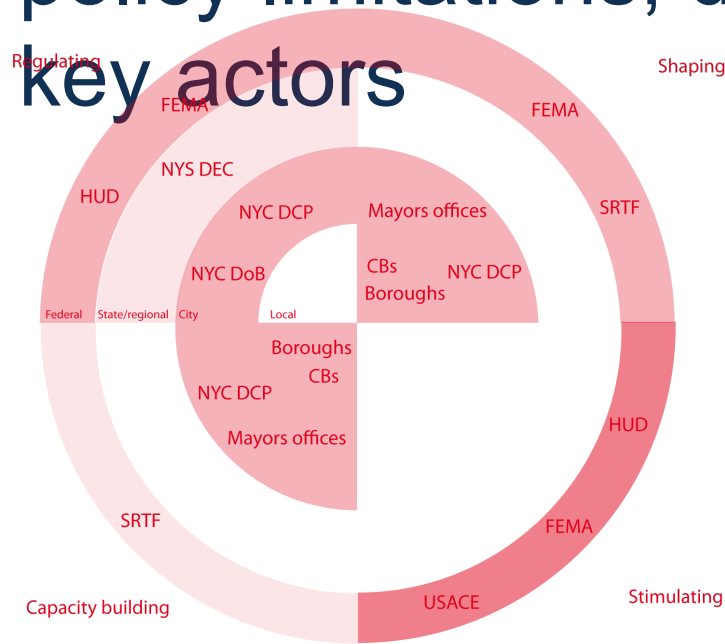 policy limitations,
key actors
Regulating
Shaping
FEMA
FEMA
NYS DEC
HUD
SRTF
NYC DCP
Mayors offices
NYC DoB
CBs
NYC DCP
Boroughs
Federal
State/regional
City
Local
Boroughs
CBs
NYC DCP
HUD
Mayors offices
SRTF
FEMA
USACE
Stimulating
Capacity building